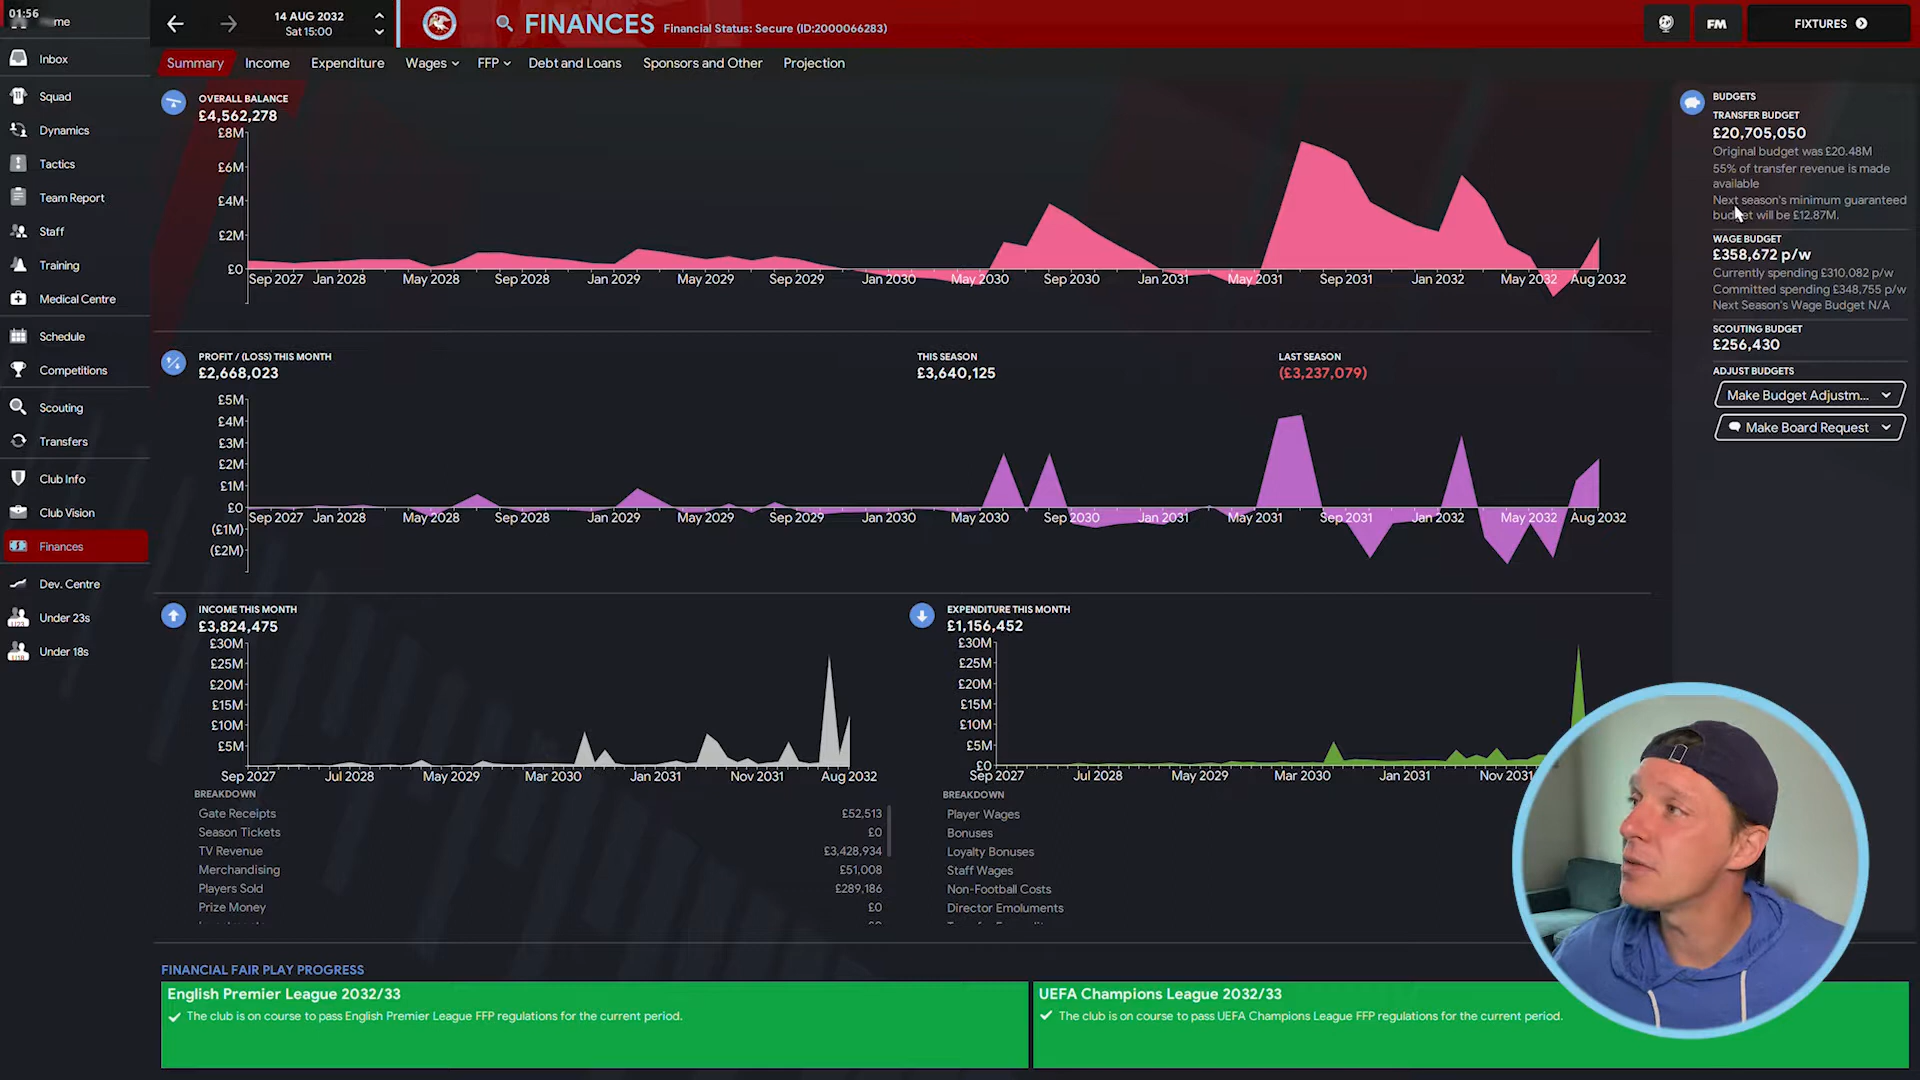 01:56
me
14 AUG 2032
Sat 15:00
FINANCES
Financial Status: Secure (ID:2000066283)
FM
FIXTURES
Inbox
Squad
Dynamics
Tactics
Team Report
Staff
Training
Medical Centre
Schedule
Competitions
Scouting
Transfers
Club Info
Club Vision
Finances
Dev. Centre
Under 23s
Under 18s
Summary
Income
Expenditure
Wages
FFP
Debt and Loans
Sponsors and Other
Projection
OVERALL BALANCE
£4,562,278
£8M
£6M
£4M
£2M
£0
Sep 2027 Jan 2028 May 2028 Sep 2028 Jan 2029 May 2029 Sep 2029 Jan 2030 May 2030 Sep 2030 Jan 2031 May 2031 Sep 2031 Jan 2032 May 2032 Aug 2032
PROFIT / (LOSS) THIS MONTH
£2,668,023
THIS SEASON
£3,640,125
LAST SEASON
(£3,237,079)
£5M
£4M
£3M
£2M
£1M
£0
(£1M)
(£2M)
Sep 2027 Jan 2028 May 2028 Sep 2028 Jan 2029 May 2029 Sep 2029 Jan 2030 May 2030 Sep 2030 Jan 2031 May 2031 Sep 2031 Jan 2032 May 2032 Aug 2032
INCOME THIS MONTH
£3,824,475
£30M
£25M
£20M
£15M
£10M
£5M
Sep 2027 Jul 2028 May 2029 Mar 2030 Jan 2031 Nov 2031 Aug 2032
BREAKDOWN
Gate Receipts £52,513
Season Tickets £0
TV Revenue £3,428,934
Merchandising £51,008
Players Sold £289,186
Prize Money £0
EXPENDITURE THIS MONTH
£1,156,452
£30M
£25M
£20M
£15M
£10M
£5M
£0
Sep 2027 Jul 2028 May 2029 Mar 2030 Jan 2031 Nov 2031
BREAKDOWN
Player Wages
Bonuses
Loyalty Bonuses
Staff Wages
Non-Football Costs
Director Emoluments
BUDGETS
TRANSFER BUDGET
£20,705,050
Original budget was £20.48M
55% of transfer revenue is made
available
Next season's minimum guaranteed
budget will be £12.87M.
WAGE BUDGET
£358,672 p/w
Currently spending £310,082 p/w
Committed spending £348,755 p/w
Next Season's Wage Budget N/A
SCOUTING BUDGET
£256,430
ADJUST BUDGETS
Make Budget Adjustm...
Make Board Request
FINANCIAL FAIR PLAY PROGRESS
English Premier League 2032/33
The club is on course to pass English Premier League FFP regulations for the current period.
UEFA Champions League 2032/33
The club is on course to pass UEFA Champions League FFP regulations for the current period.